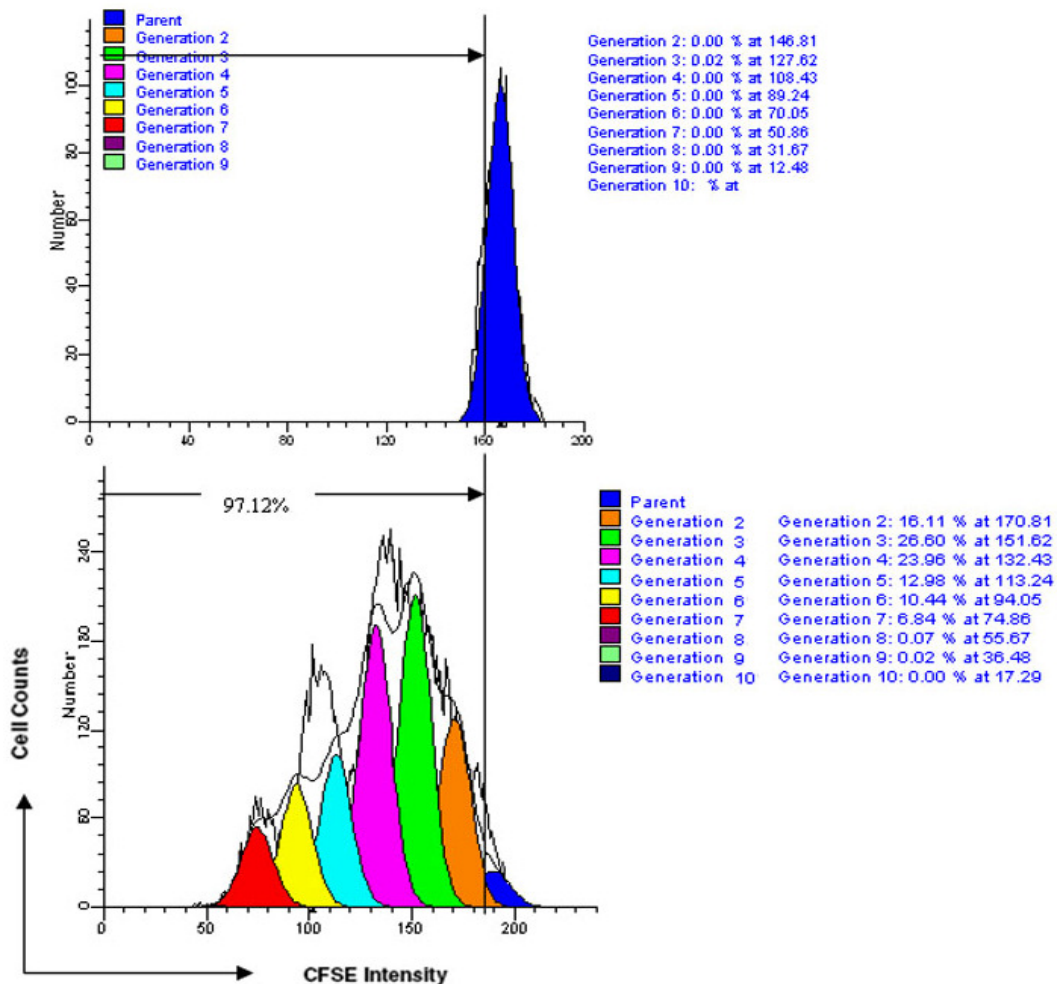 Parent
Generation 2
Generation 3
Generation 4
Generation 5
Generation 6
Generation 7
Generation 8
Generation 9
Generation 2: 0.00 % at 146.81
Generation 3: 0.02 % at 127.62
Generation 4: 0.00 % at 108.43
Generation 5: 0.00 % at 89.24
Generation 6: 0.00 % at 70.05
Generation 7: 0.00 % at 50.86
Generation 8: 0.00 % at 31.67
Generation 9: 0.00 % at 12.48
Generation 10: % at
Number
100
80
60
40
20
0
0 40 80 120 160 200
97.12%
Parent
Generation 2 Generation 2: 16.11 % at 170.81
Generation 3 Generation 3: 26.60 % at 151.62
Generation 4 Generation 4: 23.96 % at 132.43
Generation 5 Generation 5: 12.98 % at 113.24
Generation 6 Generation 6: 10.44 % at 94.05
Generation 7 Generation 7: 6.84 % at 74.86
Generation 8 Generation 8: 0.07 % at 55.67
Generation 9 Generation 9: 0.02 % at 36.48
Generation 10 Generation 10: 0.00 % at 17.29
Cell Counts
Number
240
180
120
60
0
0 50 100 150 200
CFSE Intensity